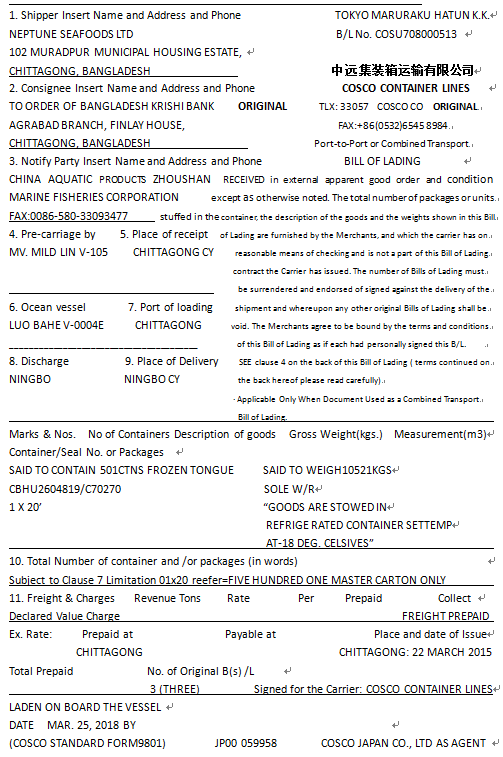 1. Shipper Insert Name and Address and Phone TOKYO MARURAKU HATUN K.K.
NEPTUNE SEAFOODS LTD B/L No. COSU708000513
102 MURADPUR MUNICIPAL HOUSING ESTATE,
CHITTAGONG, BANGLADESH 中远集装箱运输有限公司
2. Consignee Insert Name and Address and Phone COSCO CONTAINER LINES
TO ORDER OF BANGLADESH KRISHI BANK ORIGINAL TLX: 33057 COSCO CO ORIGINAL
AGRABAD BRANCH, FINLAY HOUSE, FAX:+86(0532)6545 8984
CHITTAGONG, BANGLADESH Port-to-Port or Combined Transport
3. Notify Party Insert Name and Address and Phone BILL OF LADING
CHINA AQUATIC PRODUCTS ZHOUSHAN RECEIVED in external apparent good order and condition
MARINE FISHERIES CORPORATION except as otherwise noted. The total number of packages or units
FAX:0086-580-33093477 stuffed in the container, the description of the goods and the weights shown in this Bill
4. Pre-carriage by 5. Place of receipt of Lading are furnished by the Merchants, and which the carrier has on
MV. MILD LIN V-105 CHITTAGONG CY reasonable means of checking and is not a part of this Bill of Lading
contract the Carrier has issued. The number of Bills of Lading must
be surrendered and endorsed of signed against the delivery of the
6. Ocean vessel 7. Port of loading shipment and whereupon any other original Bills of Lading shall be
LUO BAHE V-0004E CHITTAGONG void. The Merchants agree to be bound by the terms and conditions
of this Bill of Lading as if each had personally signed this B/L.
8. Discharge 9. Place of Delivery SEE clause 4 on the back of this Bill of Lading ( terms continued on
NINGBO NINGBO CY the back hereof please read carefully)
· Applicable Only When Document Used as a Combined Transport
Bill of Lading.
Marks & Nos. No of Containers Description of goods Gross Weight(kgs.) Measurement(m3)
Container/Seal No. or Packages
SAID TO CONTAIN 501CTNS FROZEN TONGUE SAID TO WEIGH10521KGS
CBHU2604819/C70270 SOLE W/R
1 X 20’ “GOODS ARE STOWED IN
REFRIGE RATED CONTAINER SETTEMP
AT-18 DEG. CELSIVES”
10. Total Number of container and /or packages (in words)
Subject to Clause 7 Limitation 01x20 reefer=FIVE HUNDRED ONE MASTER CARTON ONLY
11. Freight & Charges Revenue Tons Rate Per Prepaid Collect
Declared Value Charge FREIGHT PREPAID
Ex. Rate: Prepaid at Payable at Place and date of Issue
CHITTAGONG CHITTAGONG: 22 MARCH 2015
Total Prepaid No. of Original B(s) /L
3 (THREE) Signed for the Carrier: COSCO CONTAINER LINES
LADEN ON BOARD THE VESSEL
DATE MAR. 25, 2018 BY
(COSCO STANDARD FORM9801) JP00 059958 COSCO JAPAN CO., LTD AS AGENT